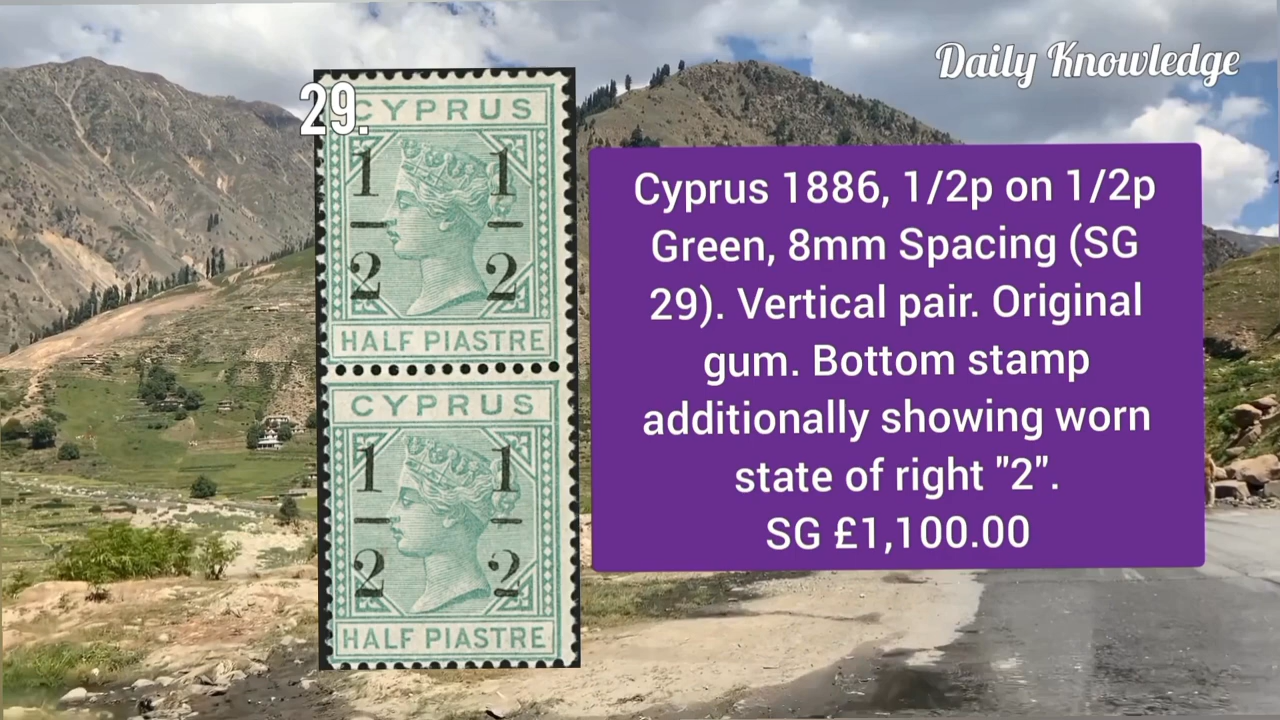 Daily Knowledge
29.
CYPRUS
1 1
2 2
HALF PIASTRE
CYPRUS
1 1
2 2
HALF PIASTRE
Cyprus 1886, 1/2p on 1/2p
Green, 8mm Spacing (SG
29). Vertical pair. Original
gum. Bottom stamp
additionally showing worn
state of right "2".
SG £1,100.00